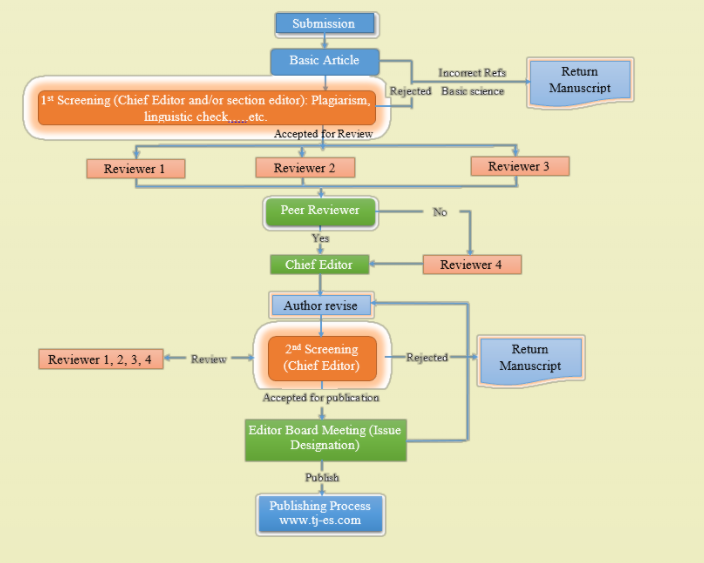 Submission
Basic Article
Incorrect Refs
Rejected
Basic science
Return
Manuscript
1st Screening (Chief Editor and/or section editor): Plagiarism,
linguistic check,.....etc.
Accepted for Review
Reviewer 1
Reviewer 2
Reviewer 3
Peer Reviewer
No
Yes
Chief Editor
Reviewer 4
Author revise
2nd Screening
(Chief Editor)
Reviewer 1, 2, 3, 4
Review
Rejected
Return
Manuscript
Accepted for publication
Editor Board Meeting (Issue
Designation)
Publish
Publishing Process
www.tj-es.com